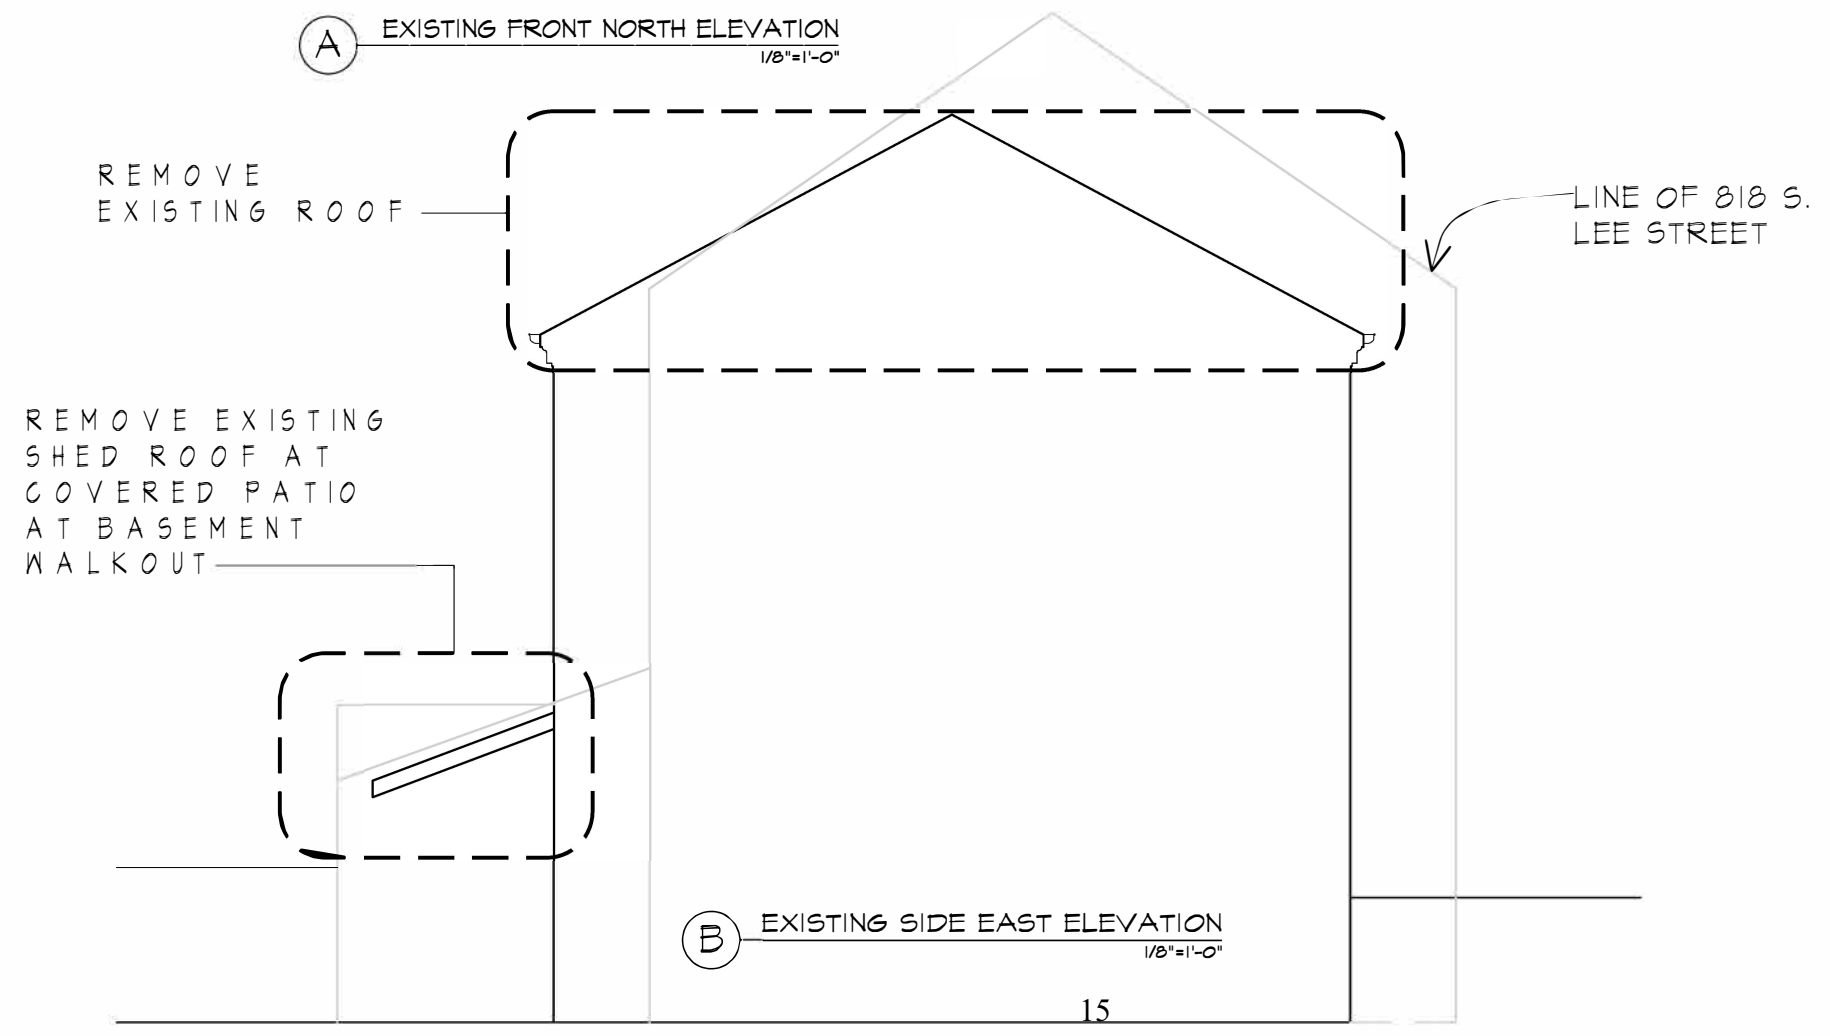 A EXISTING FRONT NORTH ELEVATION
1/8"=1'-0"
REMOVE
EXISTING ROOF
LINE OF 818 S.
LEE STREET
REMOVE EXISTING
SHED ROOF AT
COVERED PATIO
AT BASEMENT
WALKOUT
B EXISTING SIDE EAST ELEVATION
1/8"=1'-0"
15